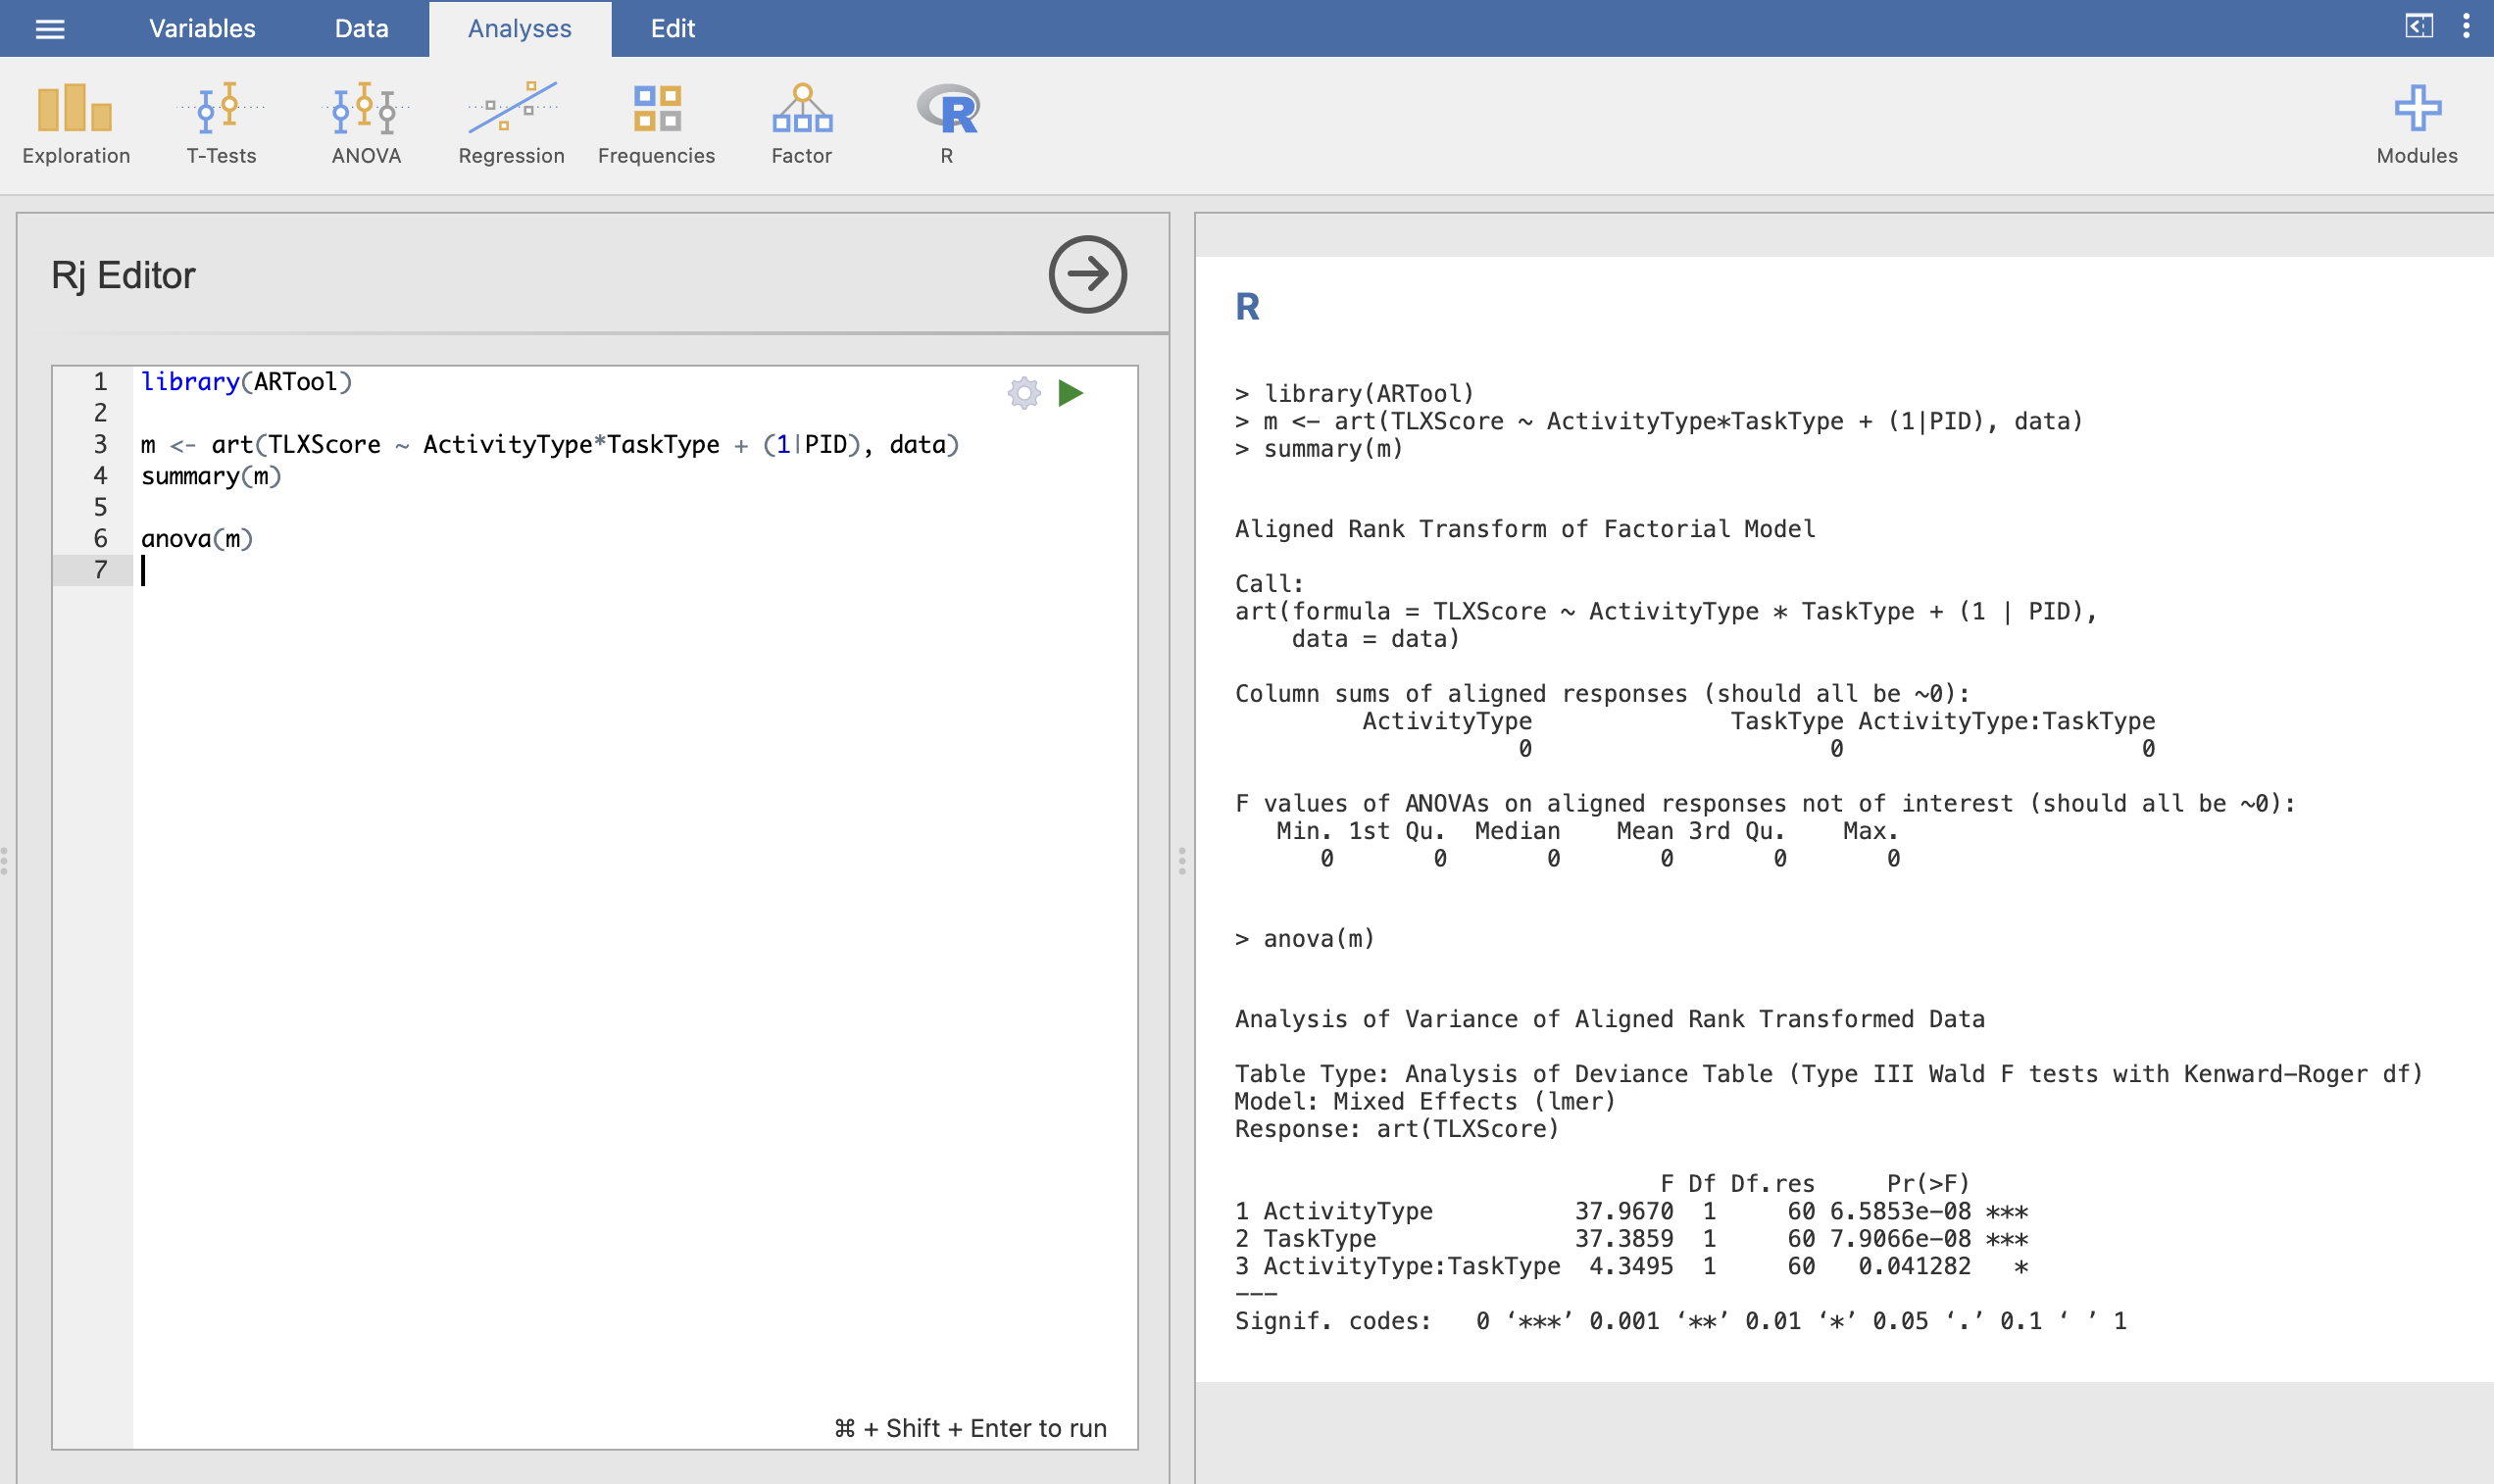 Variables Data Analyses Edit
Exploration T-Tests ANOVA Regression Frequencies Factor R Modules
Rj Editor
1 library(ARTool)
2
3 m <- art(TLXScore ~ ActivityType*TaskType + (1|PID), data)
4 summary(m)
5
6 anova(m)
7
⌘ + Shift + Enter to run
R
> library(ARTool)
> m <- art(TLXScore ~ ActivityType*TaskType + (1|PID), data)
> summary(m)
Aligned Rank Transform of Factorial Model
Call:
art(formula = TLXScore ~ ActivityType * TaskType + (1 | PID),
    data = data)
Column sums of aligned responses (should all be ~0):
         ActivityType              TaskType ActivityType:TaskType
                    0                     0                     0
F values of ANOVAs on aligned responses not of interest (should all be ~0):
   Min. 1st Qu.  Median    Mean 3rd Qu.    Max.
      0       0       0       0       0       0
> anova(m)
Analysis of Variance of Aligned Rank Transformed Data
Table Type: Analysis of Deviance Table (Type III Wald F tests with Kenward-Roger df)
Model: Mixed Effects (lmer)
Response: art(TLXScore)
                              F Df Df.res     Pr(>F)
1 ActivityType          37.9670  1     60 6.5853e-08 ***
2 TaskType              37.3859  1     60 7.9066e-08 ***
3 ActivityType:TaskType  4.3495  1     60   0.041282   *
---
Signif. codes:   0 ‘***’ 0.001 ‘**’ 0.01 ‘*’ 0.05 ‘.’ 0.1 ‘ ’ 1